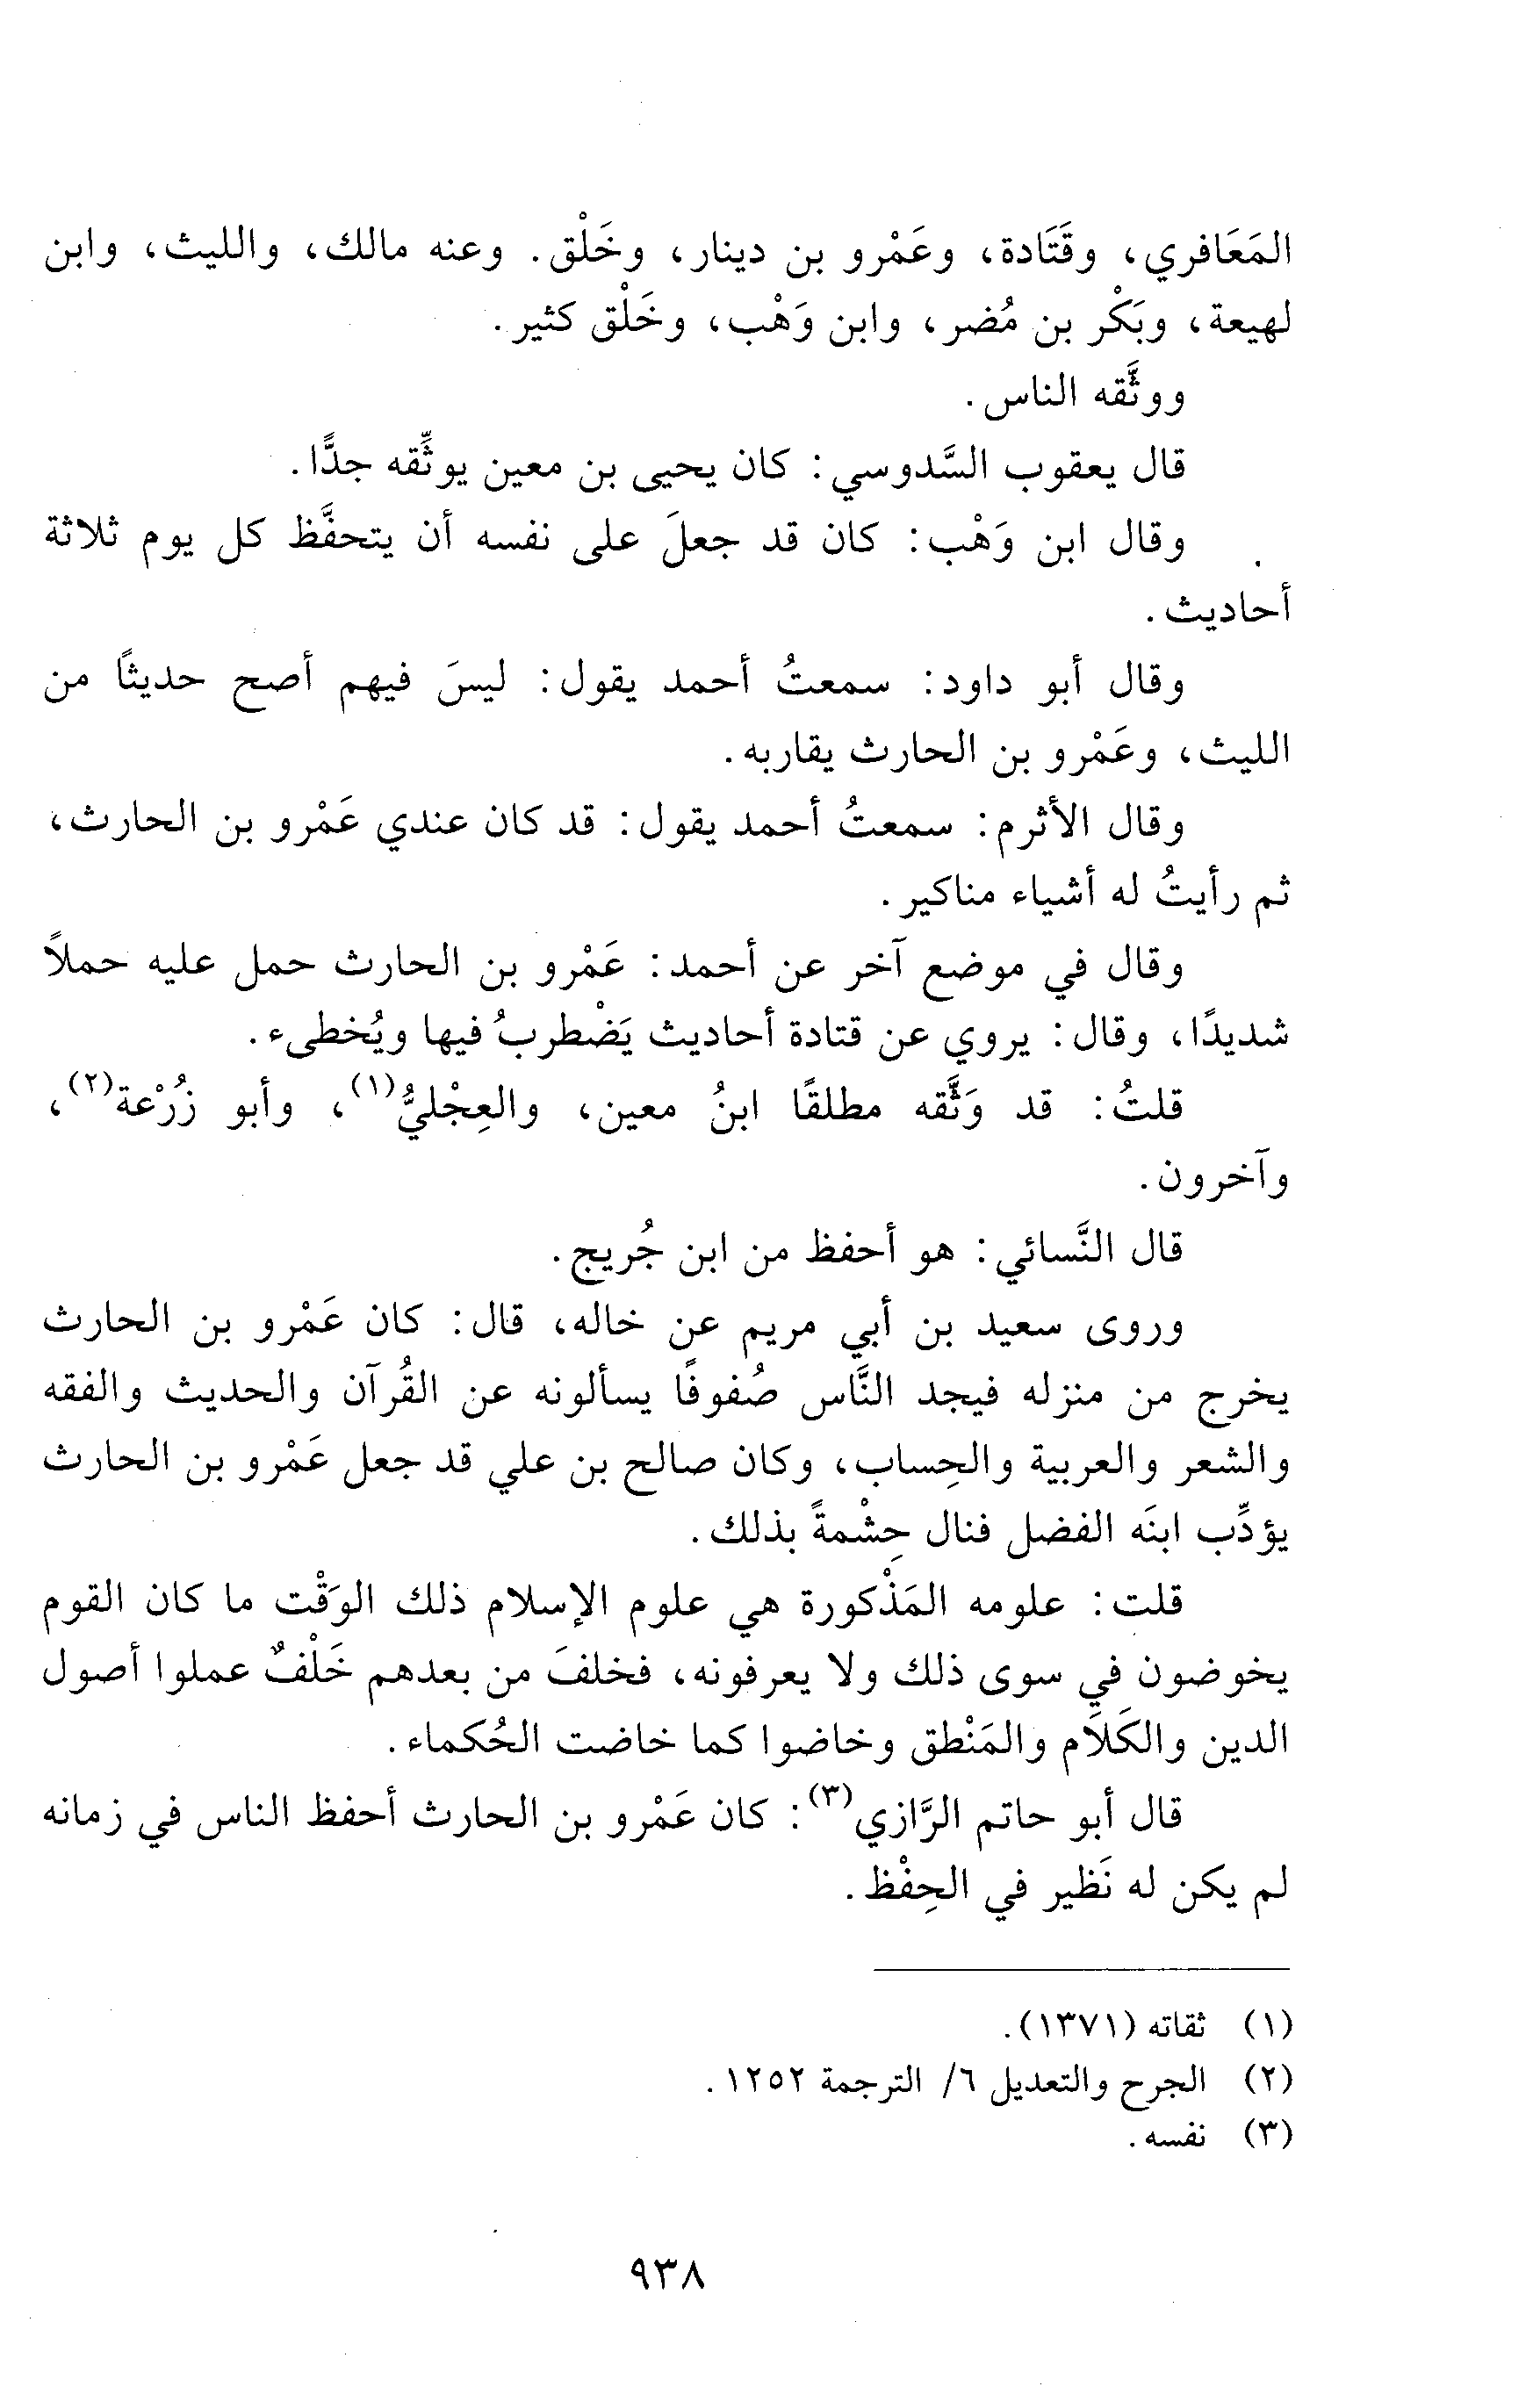 المَعَافري، وقَتَادة، وعَمْرو بن دينار، وخَلْق. وعنه مالك، والليث، وابن
لهيعة، وبَكْر بن مُضر، وابن وَهْب، وخَلْق كثير.
ووثَّقه الناس.
قال يعقوب السَّدوسي: كان يحيى بن معين يوثِّقه جدًّا.
وقال ابن وَهْب: كان قد جعلَ على نفسه أن يتحفَّظ كل يوم ثلاثة
أحاديث.
وقال أبو داود: سمعتُ أحمد يقول: ليسَ فيهم أصح حديثًا من
الليث، وعَمْرو بن الحارث يقاربه.
وقال الأثرم: سمعتُ أحمد يقول: قد كان عندي عَمْرو بن الحارث،
ثم رأيتُ له أشياء مناكير.
وقال في موضع آخر عن أحمد: عَمْرو بن الحارث حمل عليه حملاً
شديدًا، وقال: يروي عن قتادة أحاديث يَضْطربُ فيها ويُخطىء.
قلتُ: قد وَثَّقه مطلقًا ابنُ معين، والعِجْليُّ(١)، وأبو زُرْعة(٢)،
وآخرون.
قال النَّسائي: هو أحفظ من ابن جُريج.
وروى سعيد بن أبي مريم عن خاله، قال: كان عَمْرو بن الحارث
يخرج من منزله فيجد النَّاس صُفوفًا يسألونه عن القُرآن والحديث والفقه
والشعر والعربية والحِساب، وكان صالح بن علي قد جعل عَمْرو بن الحارث
يؤدِّب ابنَه الفضل فنال حِشْمةً بذلك.
قلت: علومه المَذْكورة هي علوم الإسلام ذلك الوَقْت ما كان القوم
يخوضون في سوى ذلك ولا يعرفونه، فخلفَ من بعدهم خَلْفٌ عملوا أصول
الدين والكَلَام والمَنْطق وخاضوا كما خاضت الحُكماء.
قال أبو حاتم الرَّازي(٣): كان عَمْرو بن الحارث أحفظ الناس في زمانه
لم يكن له نَظير في الحِفْظ.
(١) ثقاته (١٣٧١).
(٢) الجرح والتعديل ٦/ الترجمة ١٢٥٢.
(٣) نفسه.
٩٣٨